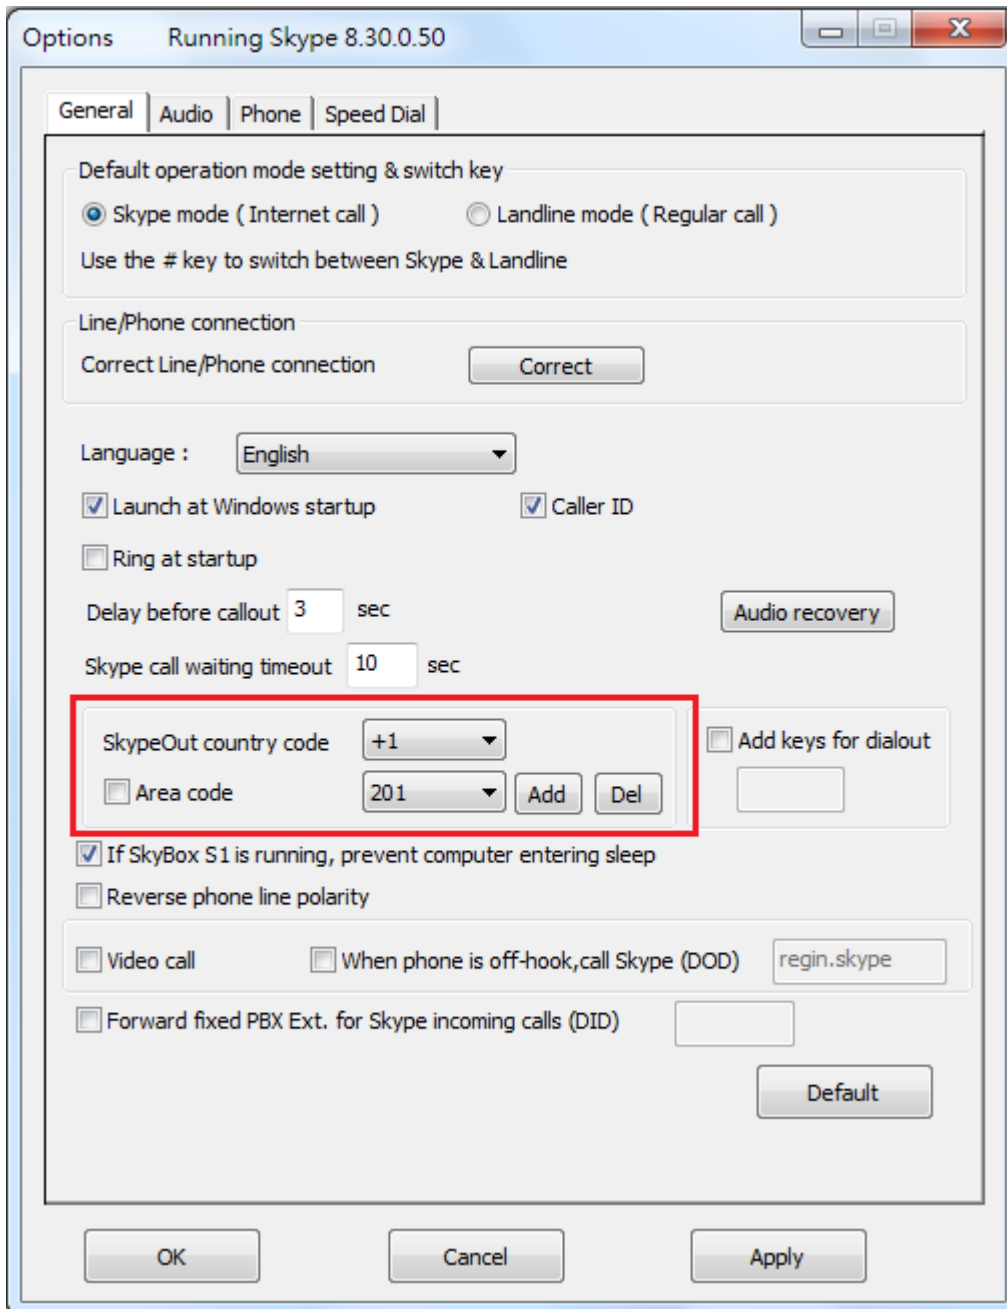 Options Running Skype 8.30.0.50
General Audio Phone Speed Dial
Default operation mode setting & switch key
Skype mode ( Internet call ) Landline mode ( Regular call )
Use the # key to switch between Skype & Landline
Line/Phone connection
Correct Line/Phone connection Correct
Language : English
Launch at Windows startup Caller ID
Ring at startup
Delay before callout 3 sec Audio recovery
Skype call waiting timeout 10 sec
SkypeOut country code +1 Add keys for dialout
Area code 201 Add Del
If SkyBox S1 is running, prevent computer entering sleep
Reverse phone line polarity
Video call When phone is off-hook,call Skype (DOD) regin.skype
Forward fixed PBX Ext. for Skype incoming calls (DID)
Default
OK Cancel Apply